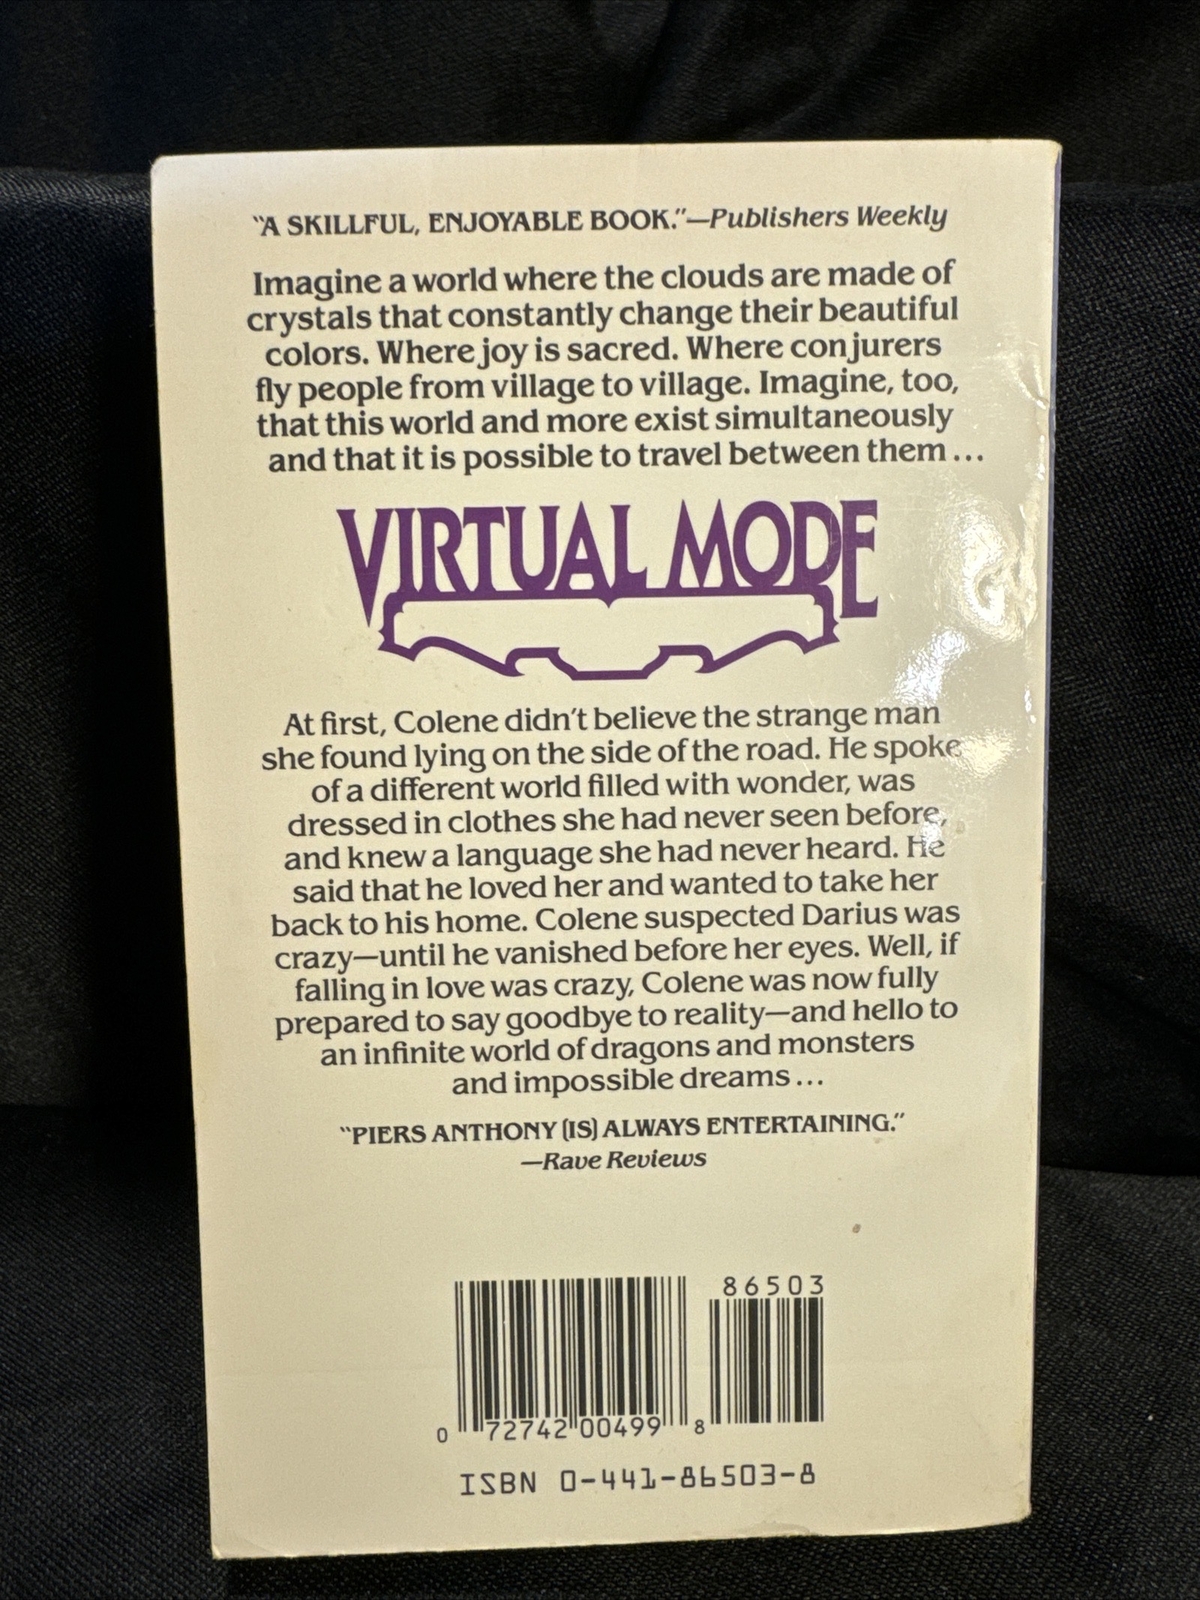 "A SKILLFUL, ENJOYABLE BOOK."—Publishers Weekly
Imagine a world where the clouds are made of
crystals that constantly change their beautiful
colors. Where joy is sacred. Where conjurers
fly people from village to village. Imagine, too,
that this world and more exist simultaneously
and that it is possible to travel between them...
VIRTUAL MODE
At first, Colene didn't believe the strange man
she found lying on the side of the road. He spoke
of a different world filled with wonder, was
dressed in clothes she had never seen before,
and knew a language she had never heard. He
said that he loved her and wanted to take her
back to his home. Colene suspected Darius was
crazy—until he vanished before her eyes. Well, if
falling in love was crazy, Colene was now fully
prepared to say goodbye to reality—and hello to
an infinite world of dragons and monsters
and impossible dreams...
"PIERS ANTHONY [IS] ALWAYS ENTERTAINING."
—Rave Reviews
86503
0 72742 00499 8
ISBN 0-441-86503-8